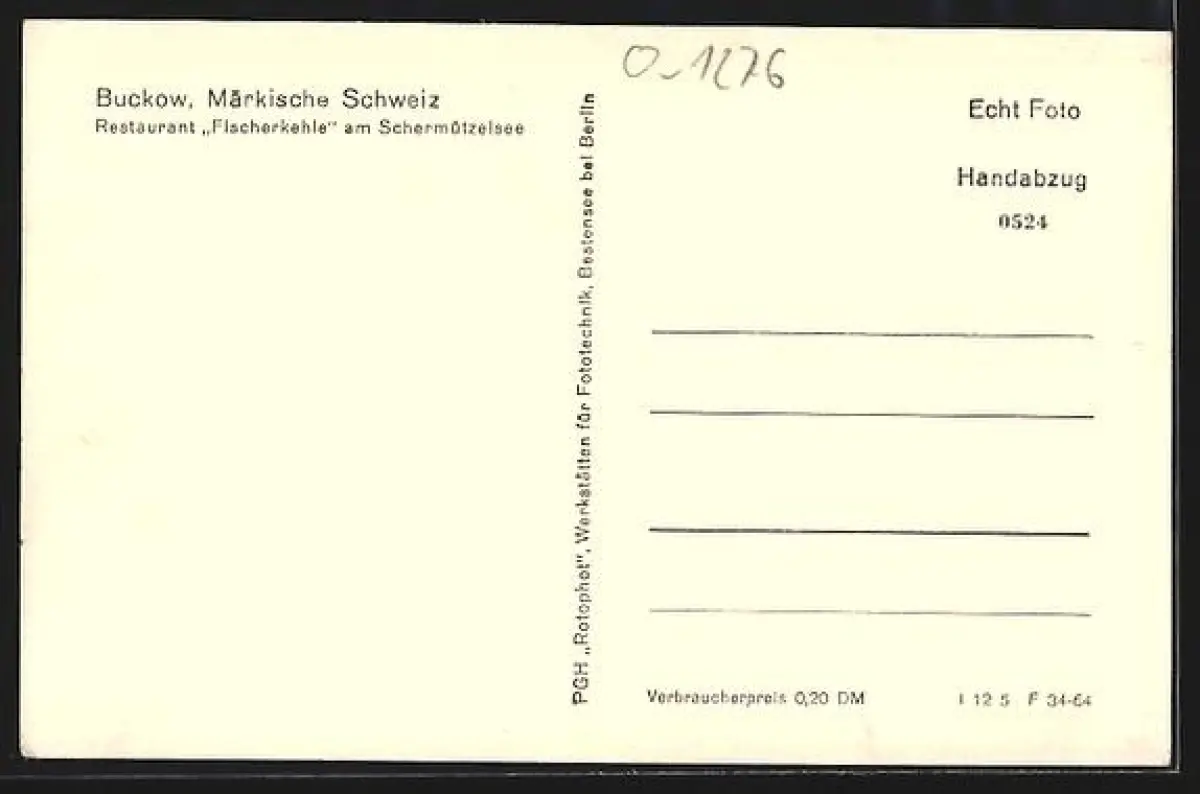 Buckow, Märkische Schweiz
Restaurant „Fischerkehle" am Schermützelsee
PGH „Rotophot", Werkstätten für Fototechnik, Bestensee bei Berlin
O-1276
Echt Foto
Handabzug
0524
Verbraucherpreis 0,20 DM
I 12 5 F 34-64